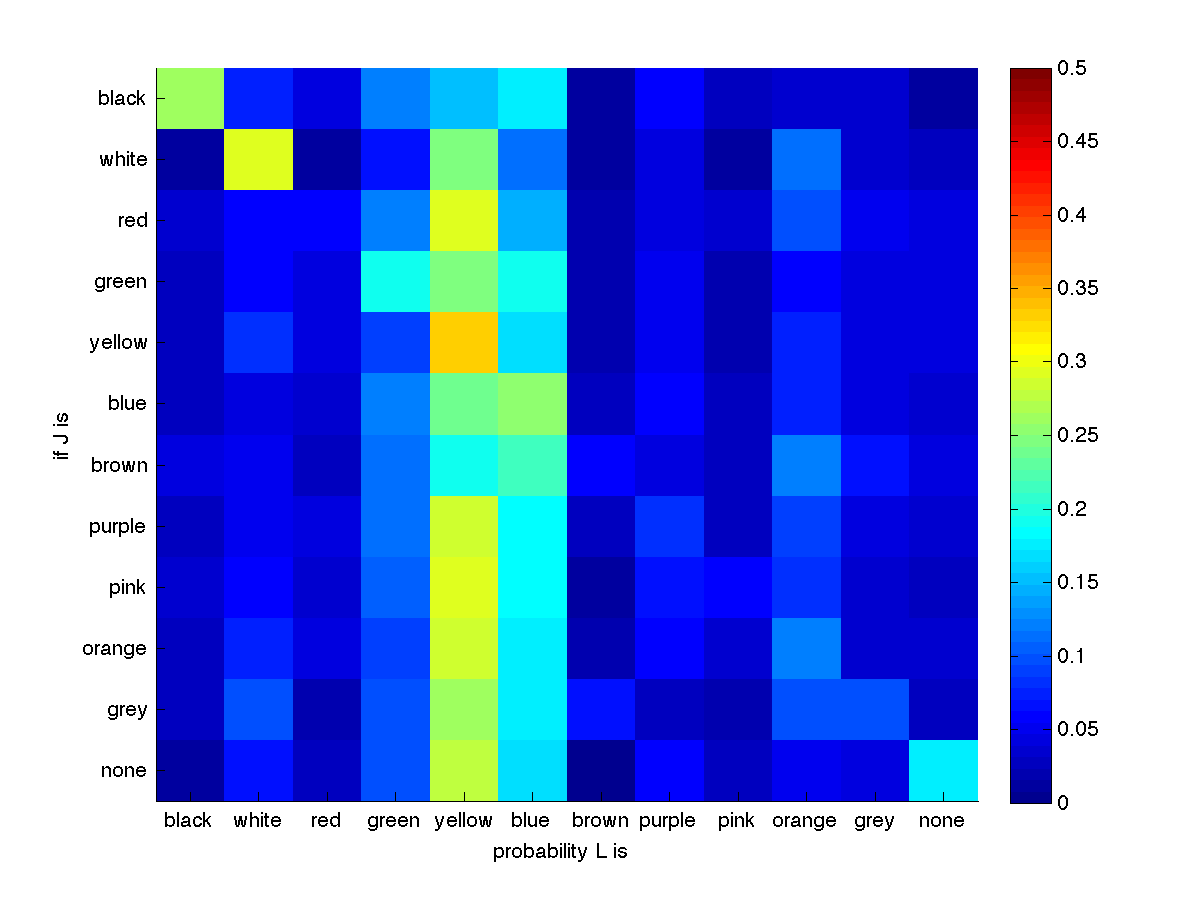 black
white
red
green
yellow
blue
brown
purple
pink
orange
grey
none
if J is
black white red green yellow blue brown purple pink orange grey none
probability L is
0.5
0.45
0.4
0.35
0.3
0.25
0.2
0.15
0.1
0.05
0